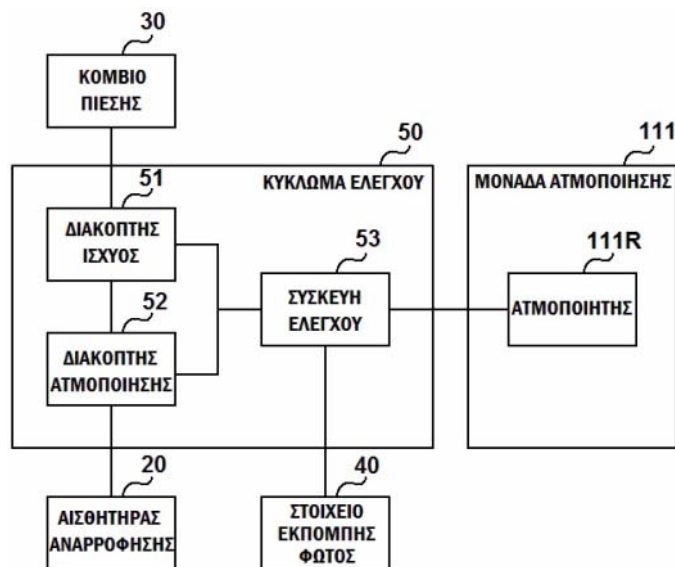 30
ΚΟΜΒΙΟ
ΠΙΕΣΗΣ
50
111
ΚΥΚΛΩΜΑ ΕΛΕΓΧΟΥ
ΜΟΝΑΔΑ ΑΤΜΟΠΟΙΗΣΗΣ
51
ΔΙΑΚΟΠΤΗΣ
ΙΣΧΥΟΣ
53
ΣΥΣΚΕΥΗ
ΕΛΕΓΧΟΥ
111R
ΑΤΜΟΠΟΙΗΤΗΣ
52
ΔΙΑΚΟΠΤΗΣ
ΑΤΜΟΠΟΙΗΣΗΣ
20
ΑΙΣΘΗΤΗΡΑΣ
ΑΝΑΡΡΟΦΗΣΗΣ
40
ΣΤΟΙΧΕΙΟ
ΕΚΠΟΜΠΗΣ
ΦΩΤΟΣ